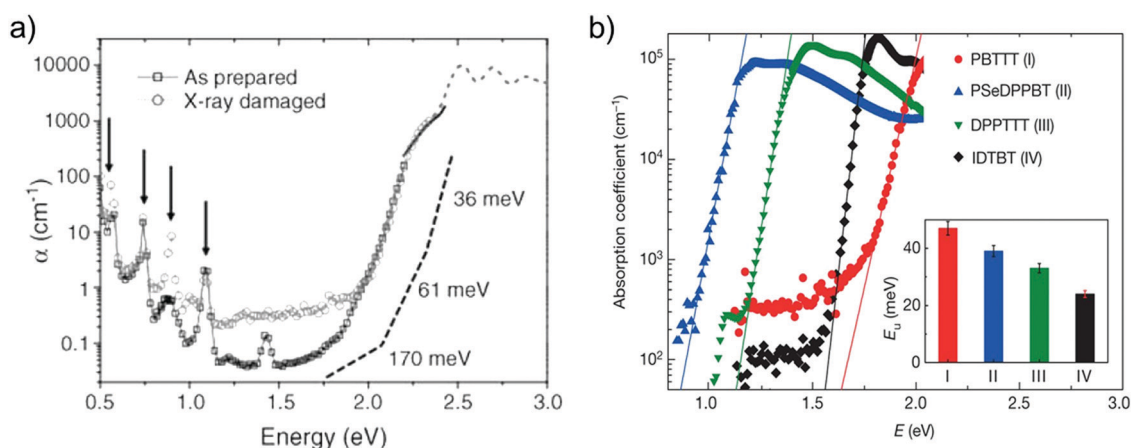 a)
α (cm⁻¹)
10000
1000
100
10
1
0.1
As prepared
X-ray damaged
36 meV
61 meV
170 meV
0.5 1.0 1.5 2.0 2.5 3.0
Energy (eV)
b)
Absorption coefficient (cm⁻¹)
10⁵
10⁴
10³
10²
PBTTT (I)
PSeDPPBT (II)
DPPTTT (III)
IDTBT (IV)
Eᵤ (meV)
40
20
0
I II III IV
1.0 1.5 2.0 2.5 3.0
E (eV)